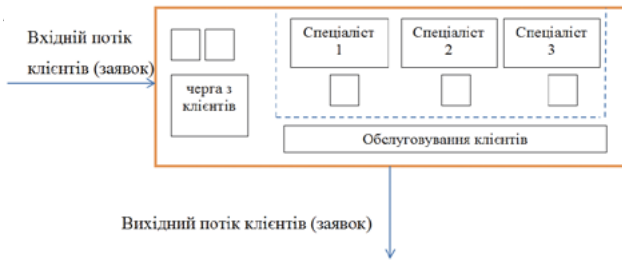 Вхідний потік
клієнтів (заявок)
черга з
клієнтів
Спеціаліст
1
Спеціаліст
2
Спеціаліст
3
Обслуговування клієнтів
Вихідний потік клієнтів (заявок)